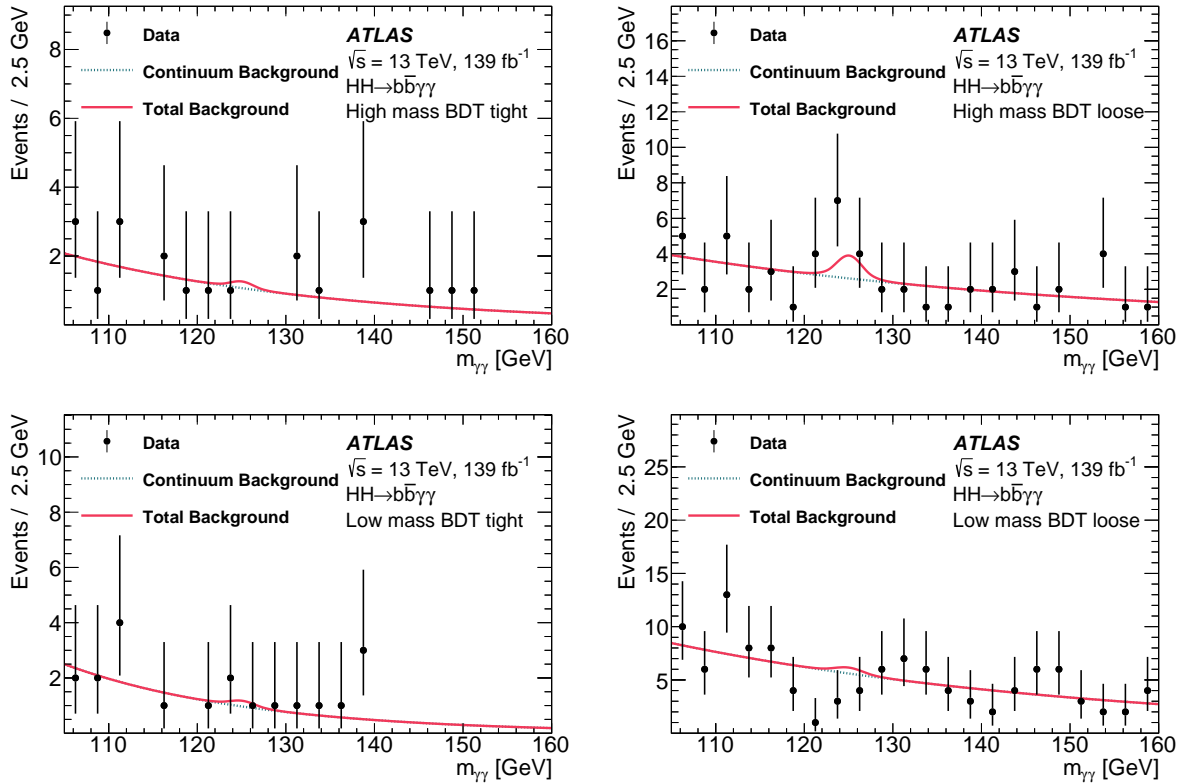 Events / 2.5 GeV
8
6
4
2
Data
Continuum Background
Total Background
ATLAS
√s = 13 TeV, 139 fb⁻¹
HH→bb̅γγ
High mass BDT tight
110 120 130 140 150 160
mγγ [GeV]
Events / 2.5 GeV
16
14
12
10
8
6
4
2
Data
Continuum Background
Total Background
ATLAS
√s = 13 TeV, 139 fb⁻¹
HH→bb̅γγ
High mass BDT loose
110 120 130 140 150 160
mγγ [GeV]
Events / 2.5 GeV
10
8
6
4
2
Data
Continuum Background
Total Background
ATLAS
√s = 13 TeV, 139 fb⁻¹
HH→bb̅γγ
Low mass BDT tight
110 120 130 140 150 160
mγγ [GeV]
Events / 2.5 GeV
25
20
15
10
5
Data
Continuum Background
Total Background
ATLAS
√s = 13 TeV, 139 fb⁻¹
HH→bb̅γγ
Low mass BDT loose
110 120 130 140 150 160
mγγ [GeV]